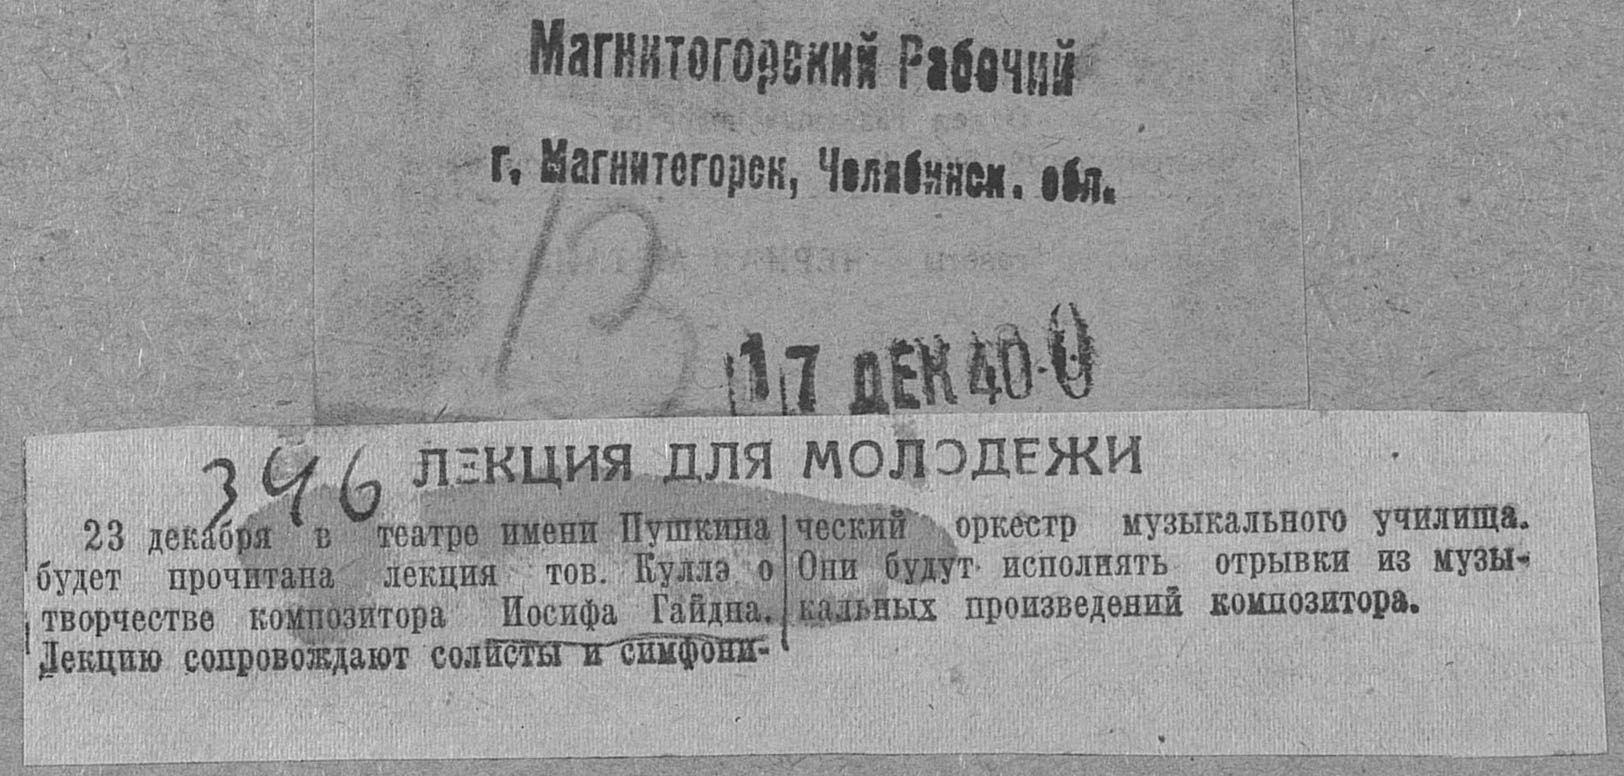 Магнитогорский Рабочий
г. Магнитогорск, Челябинск. обл.
В
17 ДЕК 40
396
ЛЕКЦИЯ ДЛЯ МОЛОДЕЖИ
23 декабря в театре имени Пушкина
будет прочитана лекция тов. Куллэ о
творчестве композитора Иосифа Гайдна.
Лекцию сопровождают солисты и симфони-
ческий оркестр музыкального училища.
Они будут исполнять отрывки из музы-
кальных произведений композитора.